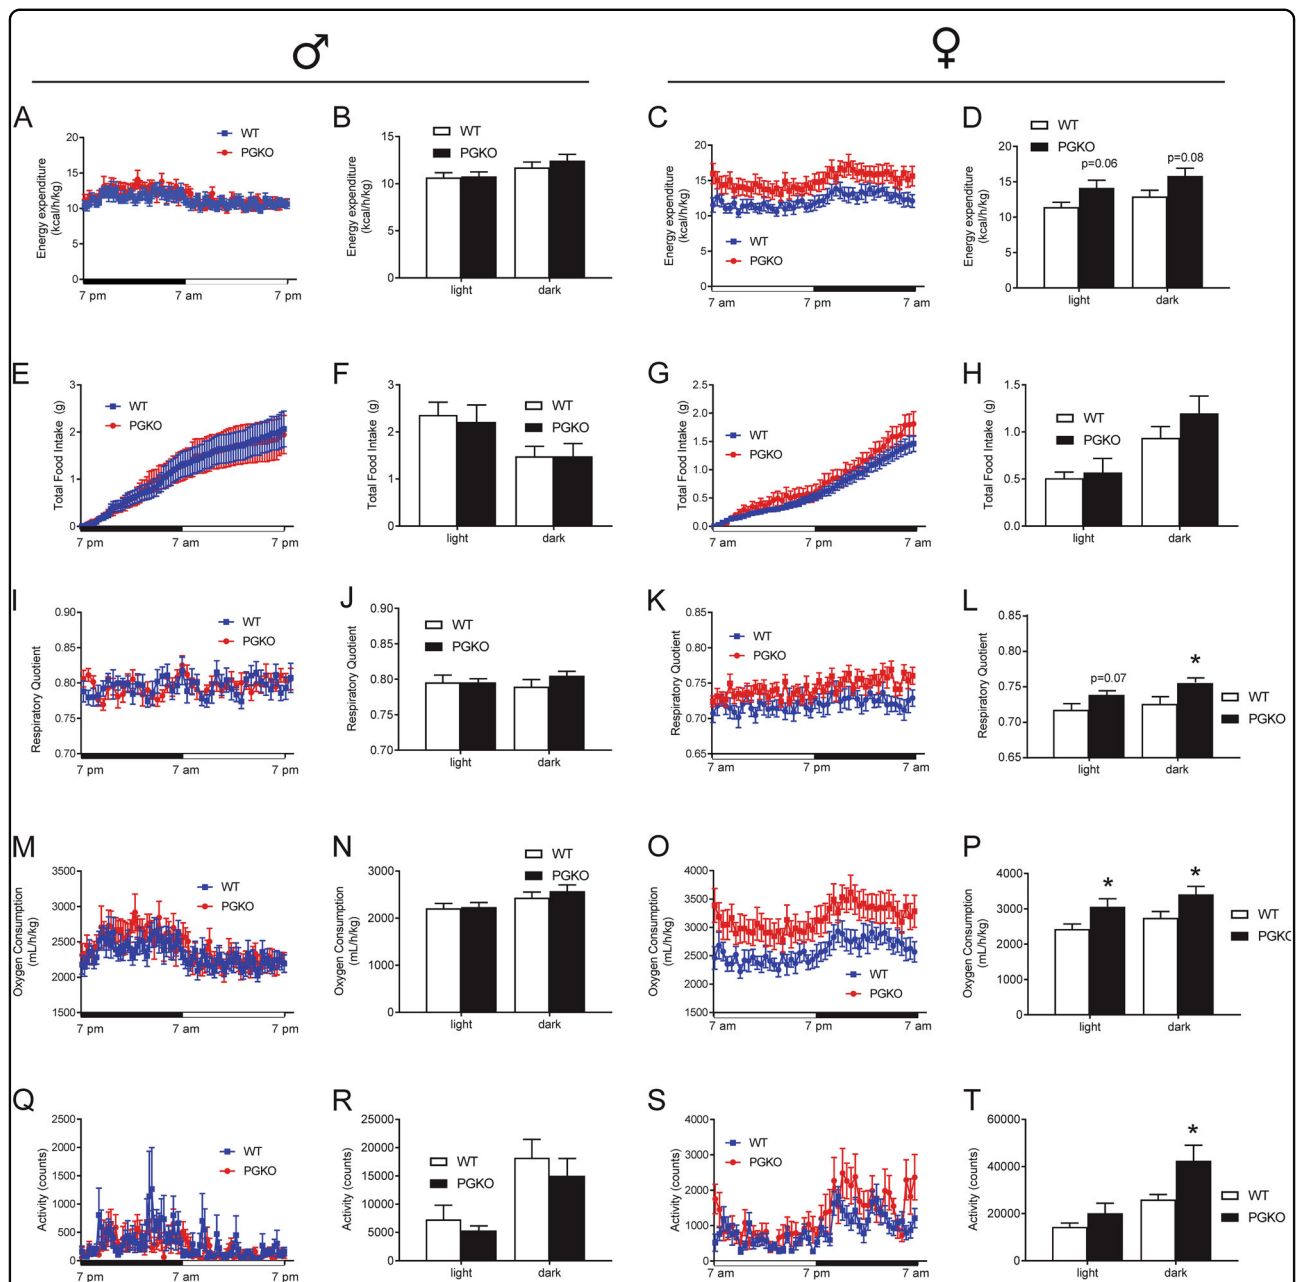 ♂
♀
A
Energy expenditure
(kcal/h/kg)
20
15
10
5
0
WT
PGKO
7 pm
7 am
7 pm
B
Energy expenditure
(kcal/h/kg)
15
10
5
0
WT
PGKO
light
dark
C
Energy expenditure
(kcal/h/kg)
20
15
10
5
0
WT
PGKO
7 am
7 pm
7 am
D
Energy expenditure
(kcal/h/kg)
20
15
10
5
0
WT
PGKO
p=0.06
p=0.08
light
dark
E
Total Food Intake (g)
3
2
1
0
WT
PGKO
7 pm
7 am
7 pm
F
Total Food Intake (g)
3
2
1
0
WT
PGKO
light
dark
G
Total Food Intake (g)
2.5
2.0
1.5
1.0
0.5
0.0
WT
PGKO
7 am
7 pm
7 am
H
Total Food Intake (g)
1.5
1.0
0.5
0.0
WT
PGKO
light
dark
I
Respiratory Quotient
0.90
0.85
0.80
0.75
0.70
WT
PGKO
7 pm
7 am
7 pm
J
Respiratory Quotient
0.90
0.85
0.80
0.75
0.70
WT
PGKO
light
dark
K
Respiratory Quotient
0.85
0.80
0.75
0.70
0.65
WT
PGKO
7 am
7 pm
7 am
L
Respiratory Quotient
0.85
0.80
0.75
0.70
0.65
p=0.07
*
WT
PGKO
light
dark
M
Oxygen Consumption
(mL/h/kg)
3500
3000
2500
2000
1500
WT
PGKO
7 pm
7 am
7 pm
N
Oxygen Consumption
(mL/h/kg)
3000
2000
1000
0
WT
PGKO
light
dark
O
Oxygen Consumption
(mL/h/kg)
4000
3500
3000
2500
2000
1500
WT
PGKO
7 am
7 pm
7 am
P
Oxygen Consumption
(mL/h/kg)
4000
3000
2000
1000
0
*
*
WT
PGKO
light
dark
Q
Activity (counts)
2500
2000
1500
1000
500
0
WT
PGKO
7 pm
7 am
7 pm
R
Activity (counts)
25000
20000
15000
10000
5000
0
WT
PGKO
light
dark
S
Activity (counts)
4000
3000
2000
1000
0
WT
PGKO
7 am
7 pm
7 am
T
Activity (counts)
60000
40000
20000
0
*
WT
PGKO
light
dark